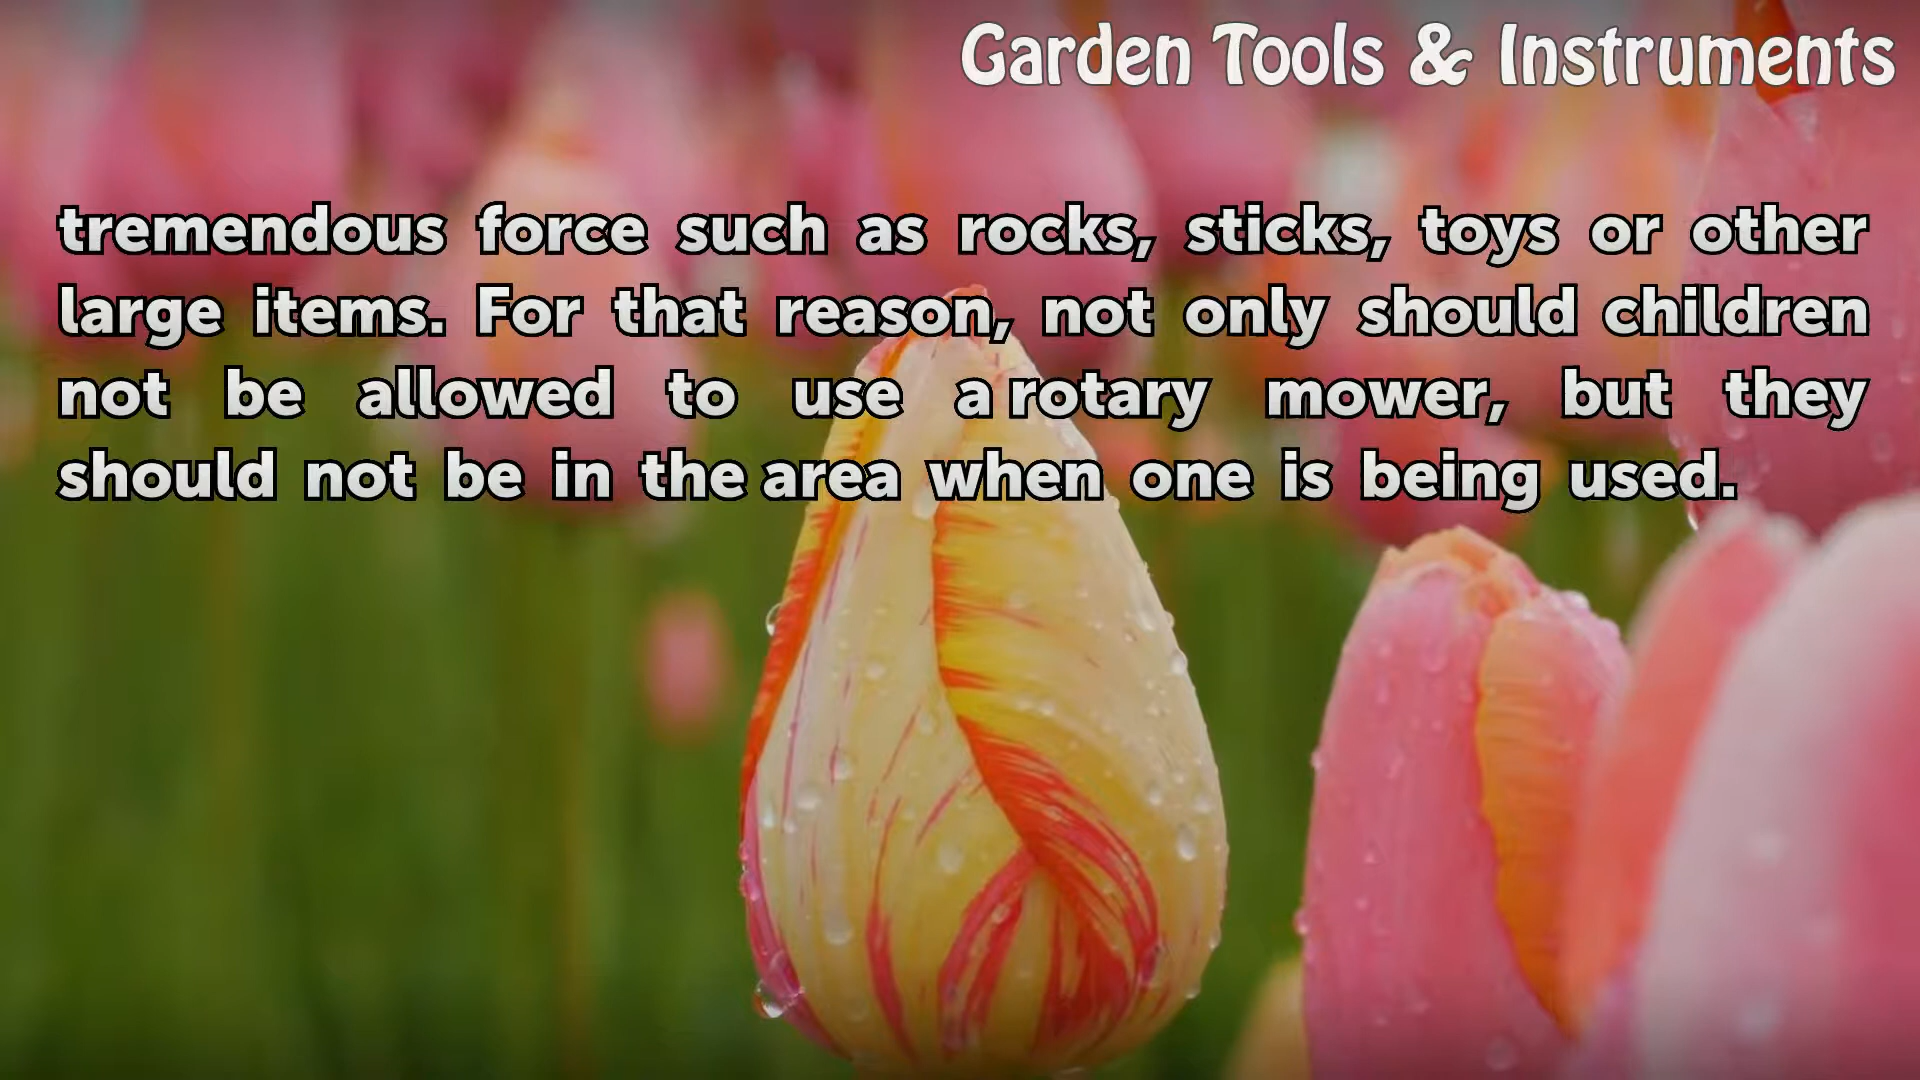 Garden Tools & Instruments
tremendous force such as rocks, sticks, toys or other
large items. For that reason, not only should children
not be allowed to use a rotary mower, but they
should not be in the area when one is being used.